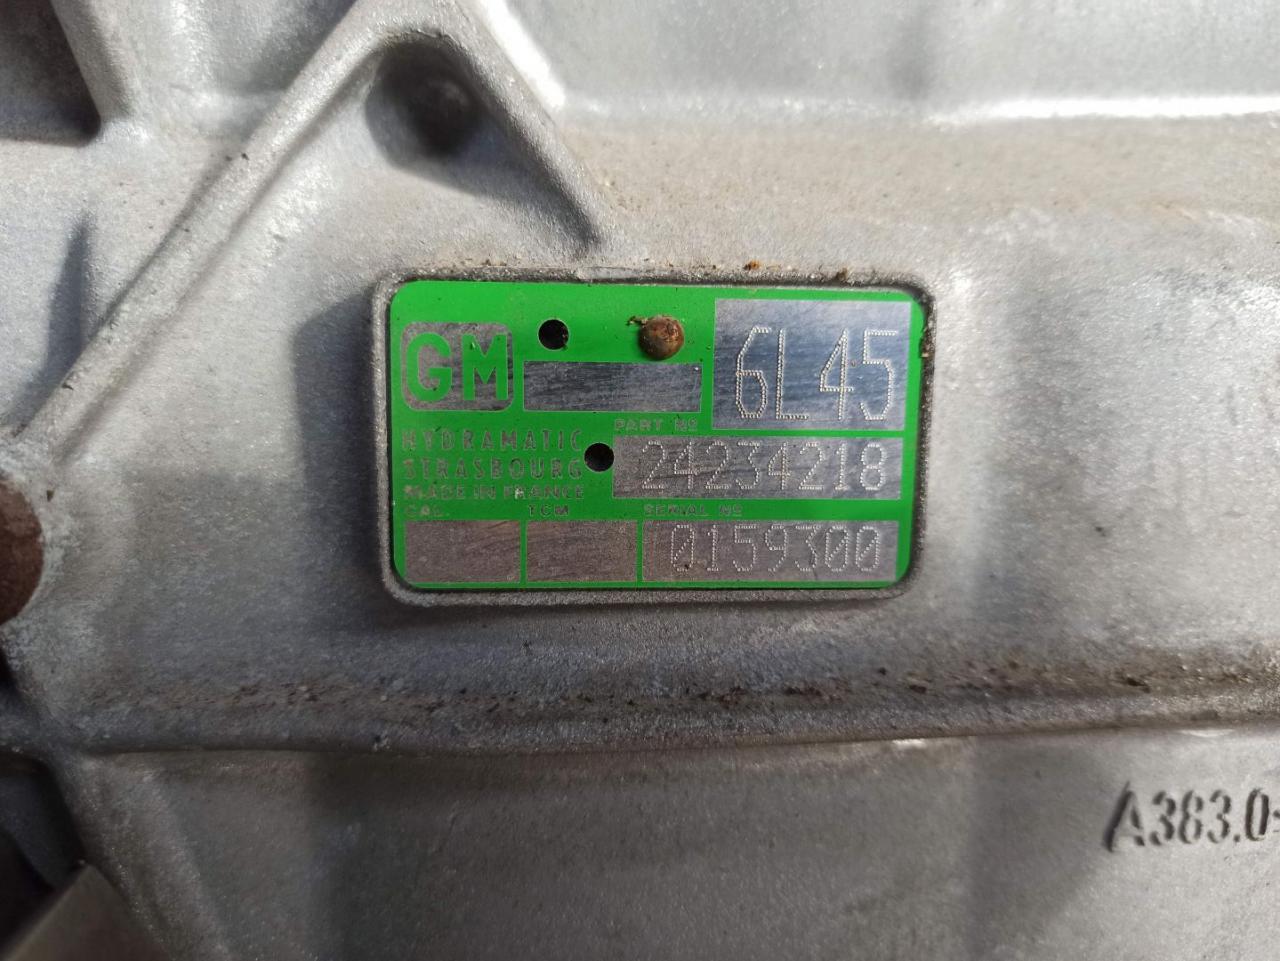 GM
6L45
PART Nº
HYDRAMATIC
STRASBOURG
MADE IN FRANCE
24234218
CAL. TCM SERIAL Nº
0159300
A383.0